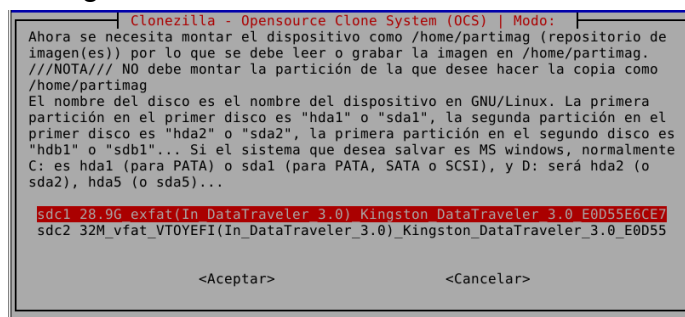 Clonezilla - Opensource Clone System (OCS) | Modo:
Ahora se necesita montar el dispositivo como /home/partimag (repositorio de
imagen(es)) por lo que se debe leer o grabar la imagen en /home/partimag.
///NOTA/// NO debe montar la partición de la que desee hacer la copia como
/home/partimag
El nombre del disco es el nombre del dispositivo en GNU/Linux. La primera
partición en el primer disco es "hda1" o "sda1", la segunda partición en el
primer disco es "hda2" o "sda2", la primera partición en el segundo disco es
"hdb1" o "sdb1"... Si el sistema que desea salvar es MS windows, normalmente
C: es hda1 (para PATA) o sda1 (para PATA, SATA o SCSI), y D: será hda2 (o
sda2), hda5 (o sda5)...
sdc1 28.9G_exfat(In_DataTraveler_3.0)_Kingston_DataTraveler_3.0_E0D55E6CE7
sdc2 32M_vfat_VTOYEFI(In_DataTraveler_3.0)_Kingston_DataTraveler_3.0_E0D55
<Aceptar> <Cancelar>